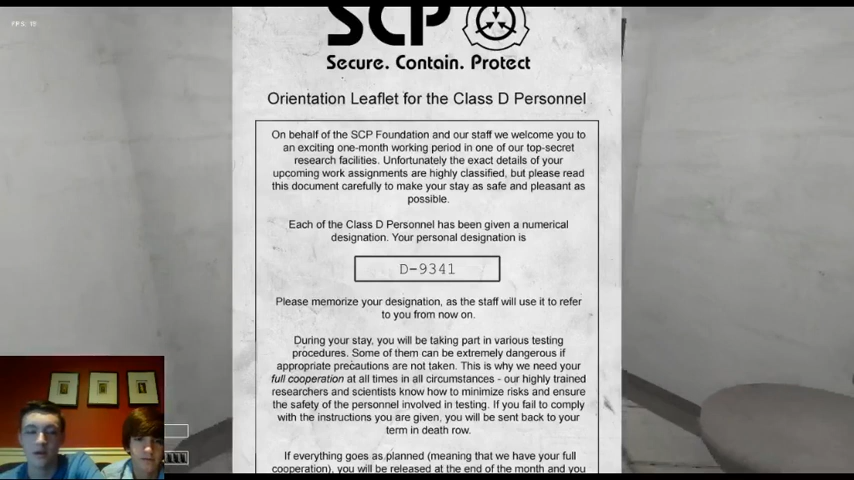 FPS: 15
SCP
Secure. Contain. Protect
Orientation Leaflet for the Class D Personnel
On behalf of the SCP Foundation and our staff we welcome you to
an exciting one-month working period in one of our top-secret
research facilities. Unfortunately the exact details of your
upcoming work assignments are highly classified, but please read
this document carefully to make your stay as safe and pleasant as
possible.
Each of the Class D Personnel has been given a numerical
designation. Your personal designation is
D-9341
Please memorize your designation, as the staff will use it to refer
to you from now on.
During your stay, you will be taking part in various testing
procedures. Some of them can be extremely dangerous if
appropriate precautions are not taken. This is why we need your
full cooperation at all times in all circumstances - our highly trained
researchers and scientists know how to minimize risks and ensure
the safety of the personnel involved in testing. If you fail to comply
with the instructions you are given, you will be sent back to your
term in death row.
If everything goes as planned (meaning that we have your full
cooperation), you will be released at the end of the month and you